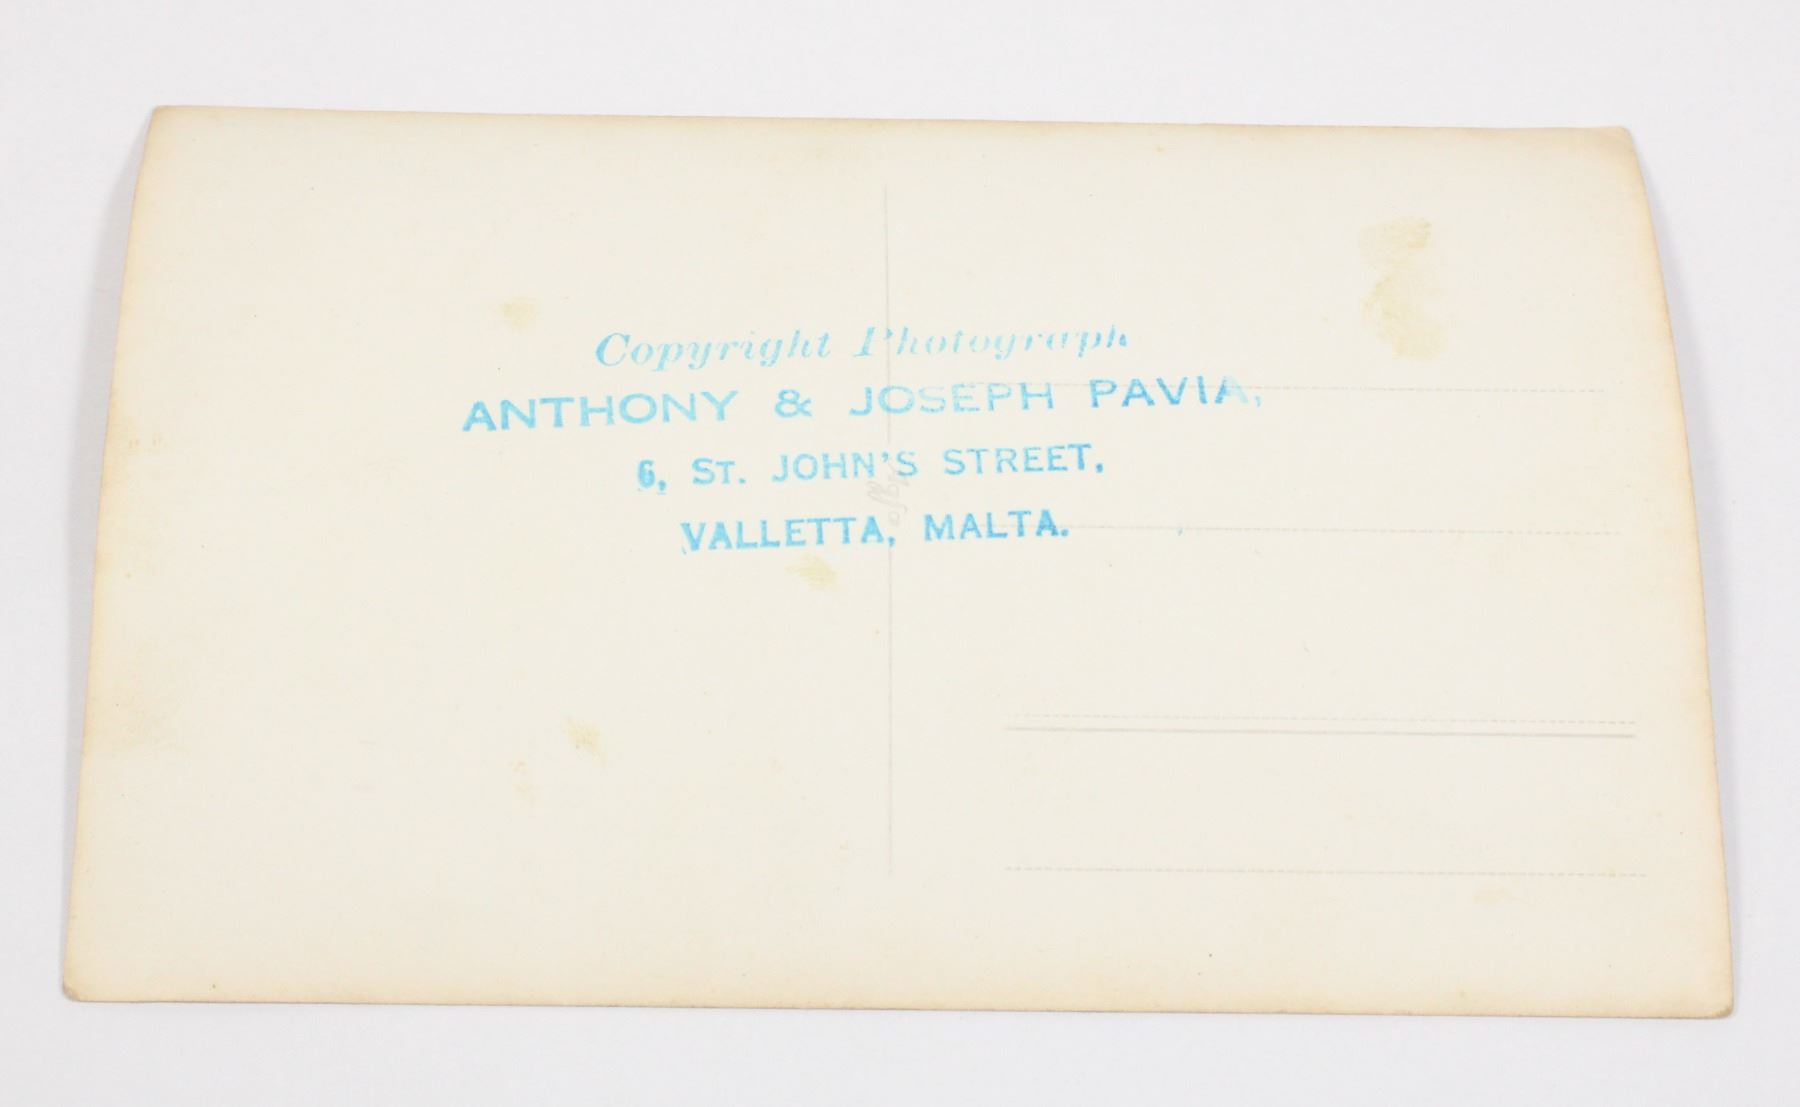 Copyright Photograph
ANTHONY & JOSEPH PAVIA,
6, ST. JOHN'S STREET,
VALLETTA, MALTA.